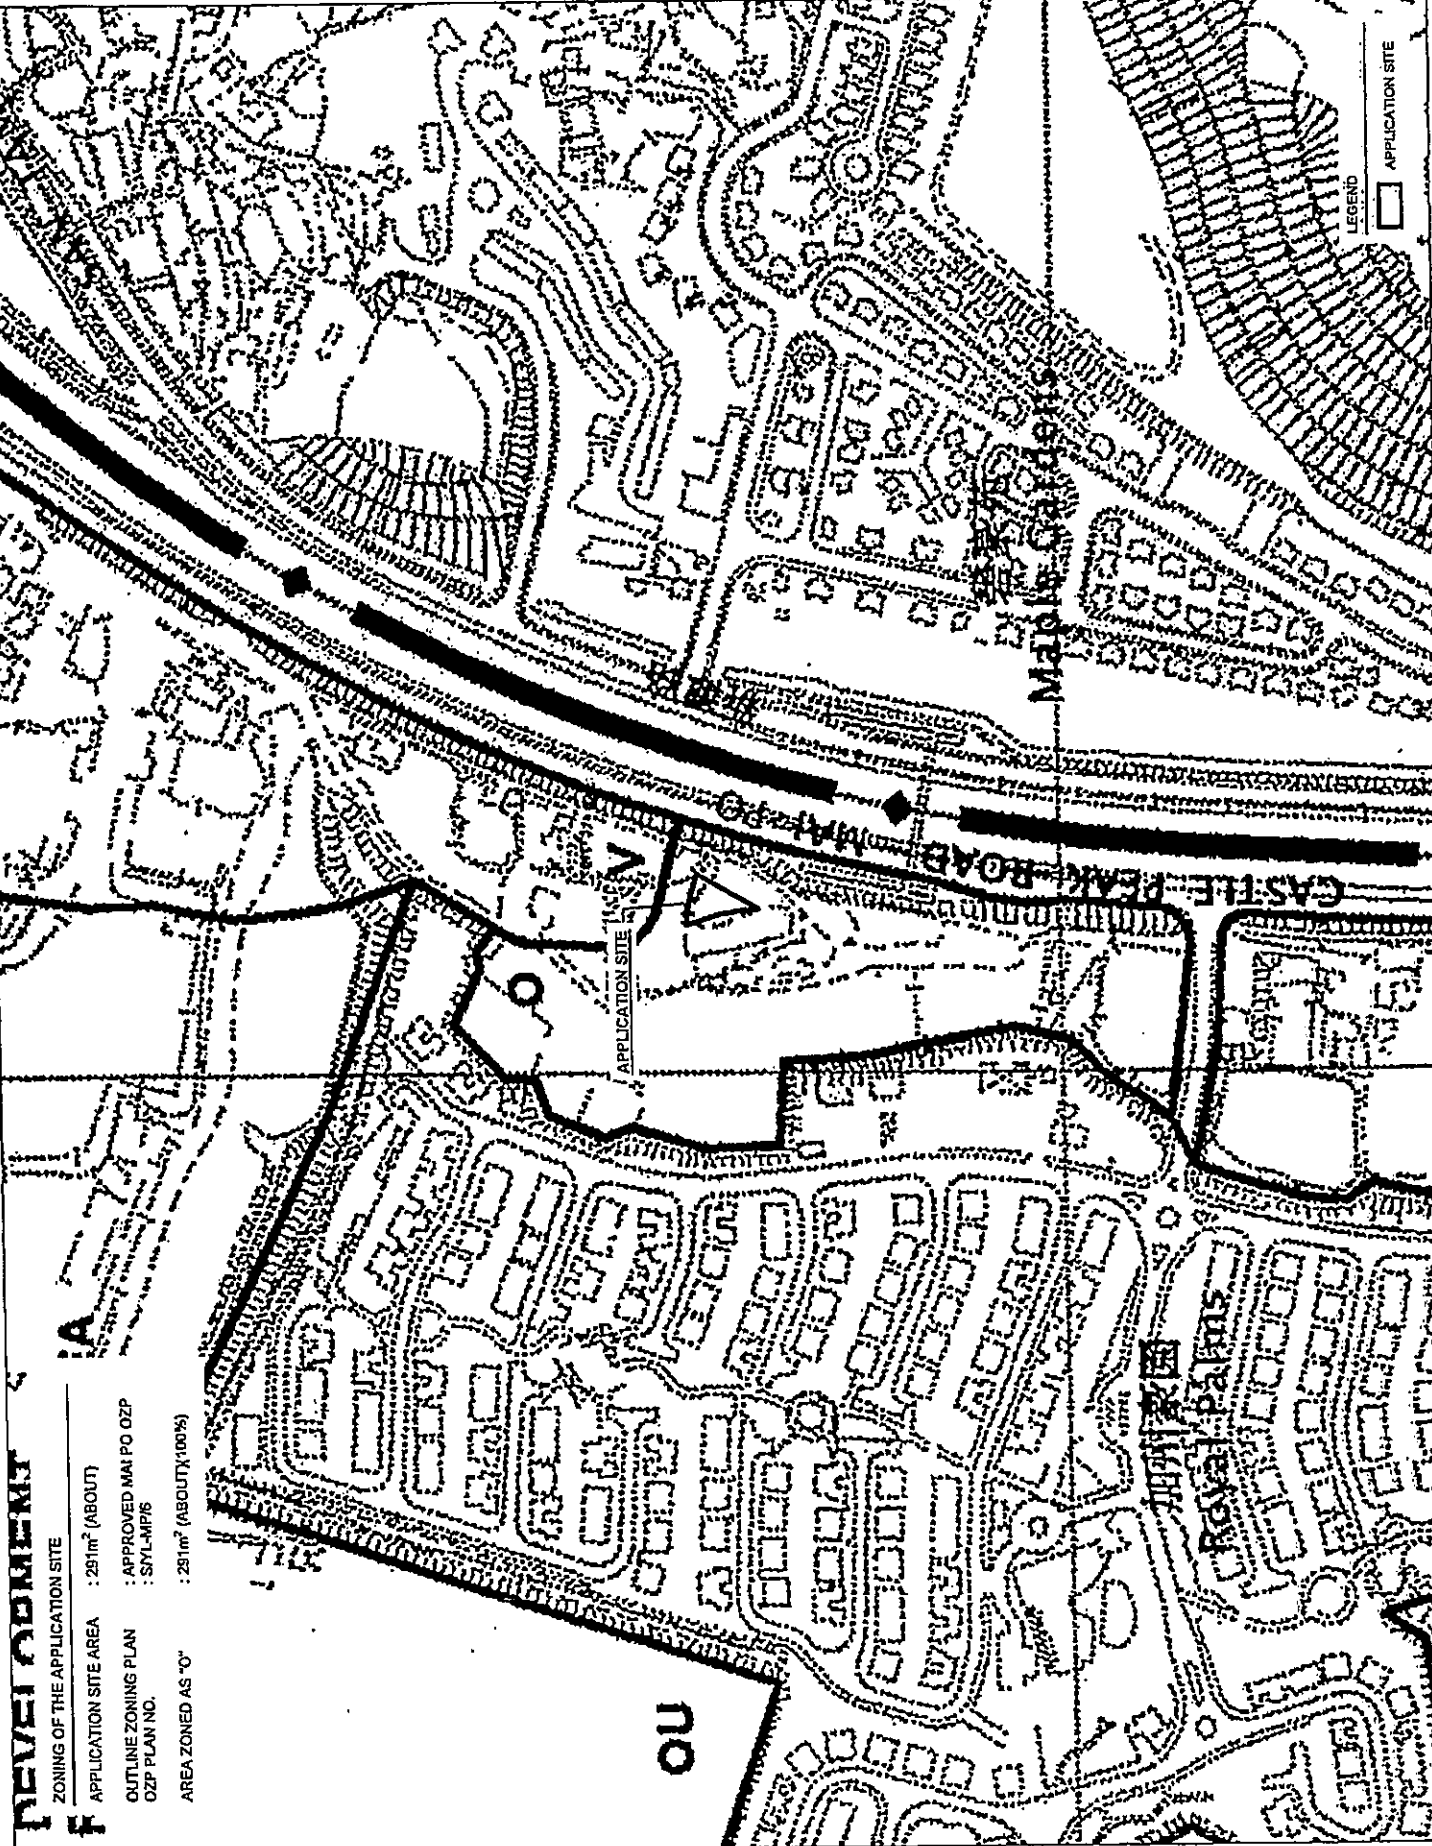 DEVELOPMENT
ZONING OF THE APPLICATION SITE
APPLICATION SITE AREA : 291m² (ABOUT)
OUTLINE ZONING PLAN : APPROVED MAI PO OZP
OZP PLAN NO. : S/YL-MP/6
AREA ZONED AS "O" : 291m² (ABOUT)(100%)
OU
O
V
APPLICATION SITE
CASTLE PEAK ROAD - MAI PO
Maple Gardens
Royal Palms
LEGEND
APPLICATION SITE